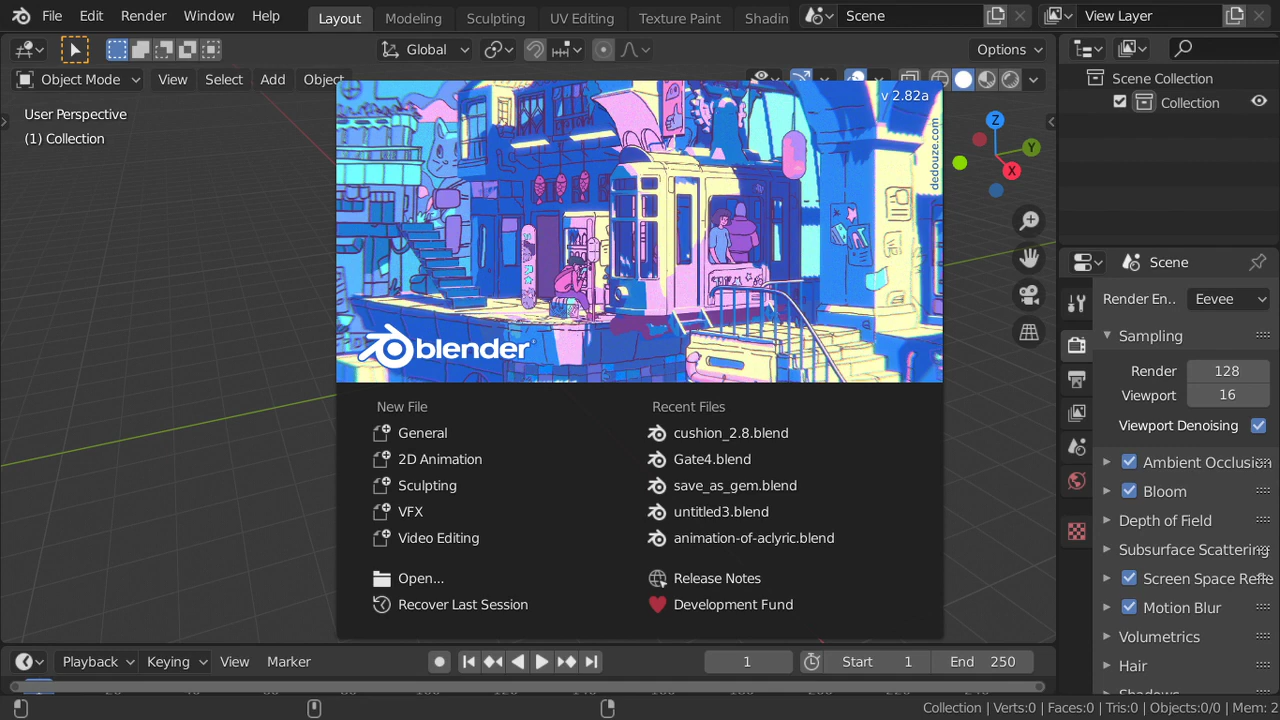 File Edit Render Window Help Layout Modeling Sculpting UV Editing Texture Paint Shadin Scene View Layer
Global Options
Object Mode View Select Add Object
Scene Collection
Collection
User Perspective
(1) Collection
v 2.82a
dedouze.com
Z
Y
X
blender
Scene
Render En.. Eevee
Sampling
Render 128
Viewport 16
Viewport Denoising
Ambient Occlusion
Bloom
Depth of Field
Subsurface Scattering
Screen Space Refle
Motion Blur
Volumetrics
Hair
New File
General
2D Animation
Sculpting
VFX
Video Editing
Open...
Recover Last Session
Recent Files
cushion_2.8.blend
Gate4.blend
save_as_gem.blend
untitled3.blend
animation-of-aclyric.blend
Release Notes
Development Fund
Playback Keying View Marker 1 Start 1 End 250
Collection | Verts:0 | Faces:0 | Tris:0 | Objects:0/0 | Mem: 2